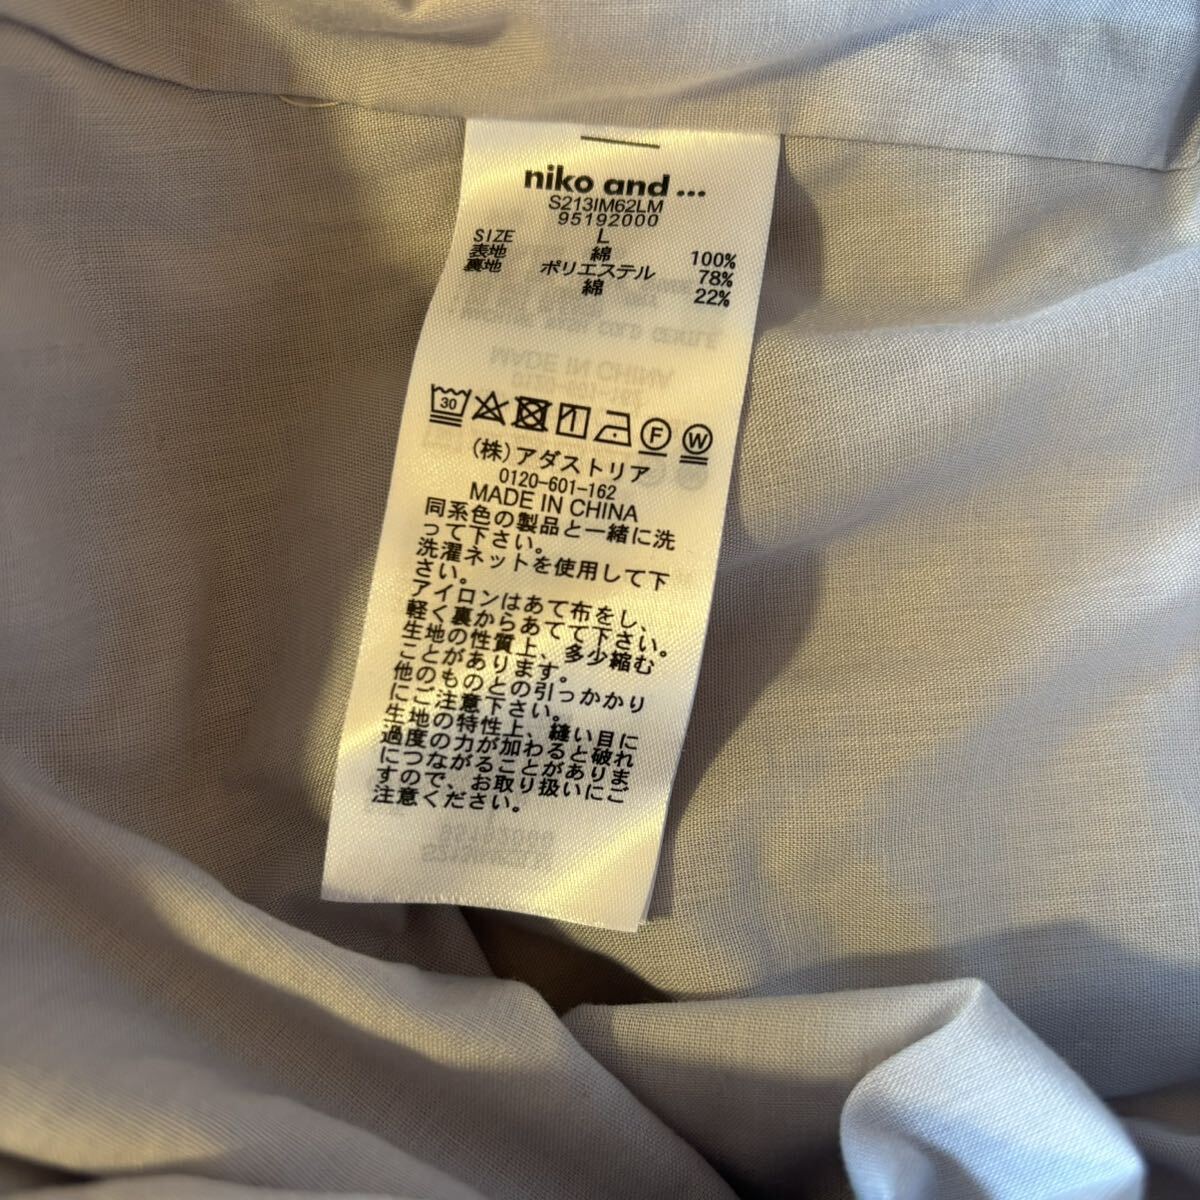 niko and ...
S213IM62LM
95192000
SIZE L
表地 綿 100%
裏地 ポリエステル 78%
綿 22%
30 F W
(株)アダストリア
0120-601-162
MADE IN CHINA
同系色の製品と一緒に洗
って下さい。
洗濯ネットを使用して下
さい。
アイロンはあて布をし、
軽く裏からあてて下さい。
生地の性質上、多少縮む
ことがあります。
他のものとの引っかかり
にご注意下さい。
生地の特性上、縫い目に
過度の力が加わると破れ
につながることがありま
すので、お取り扱いにご
注意ください。